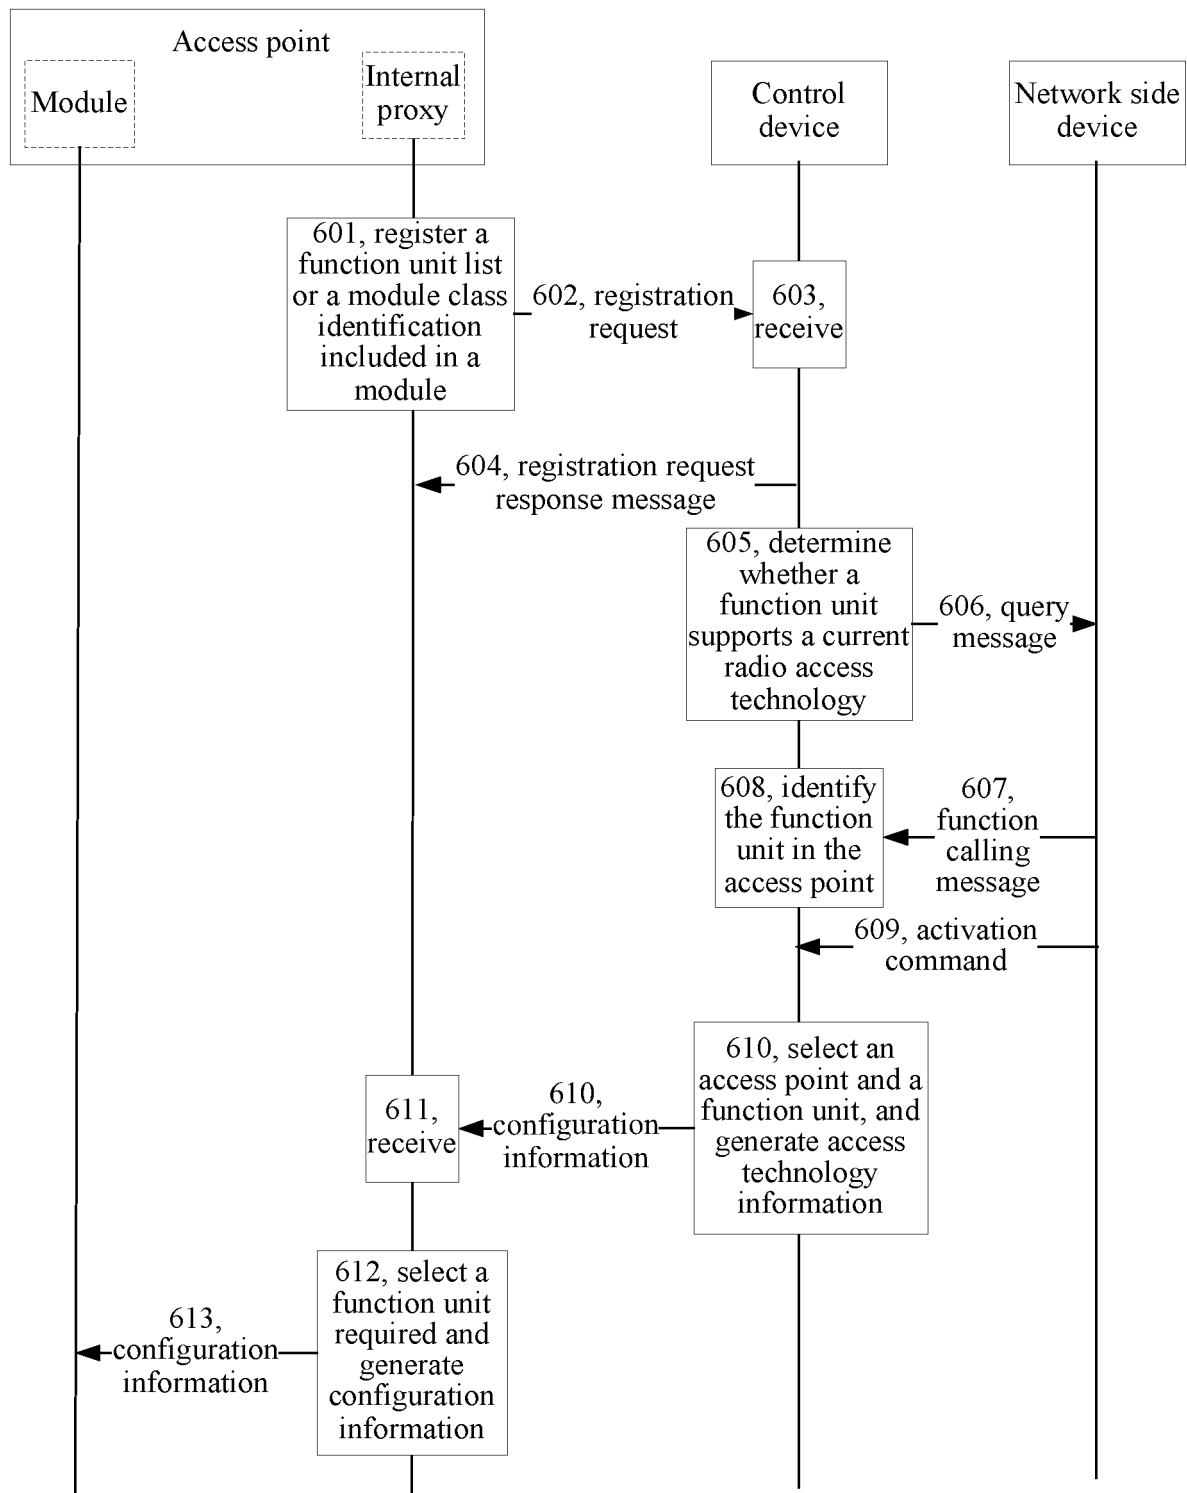 Access point
Module
Internal
proxy
Control
device
Network side
device
601, register a
function unit list
or a module class
identification
included in a
module
602, registration
request
603,
receive
604, registration request
response message
605, determine
whether a
function unit
supports a current
radio access
technology
606, query
message
608, identify
the function
unit in the
access point
607,
function
calling
message
609, activation
command
610, select an
access point and a
function unit, and
generate access
technology
information
610,
configuration
information
611,
receive
612, select a
function unit
required and
generate
configuration
information
613,
configuration
information